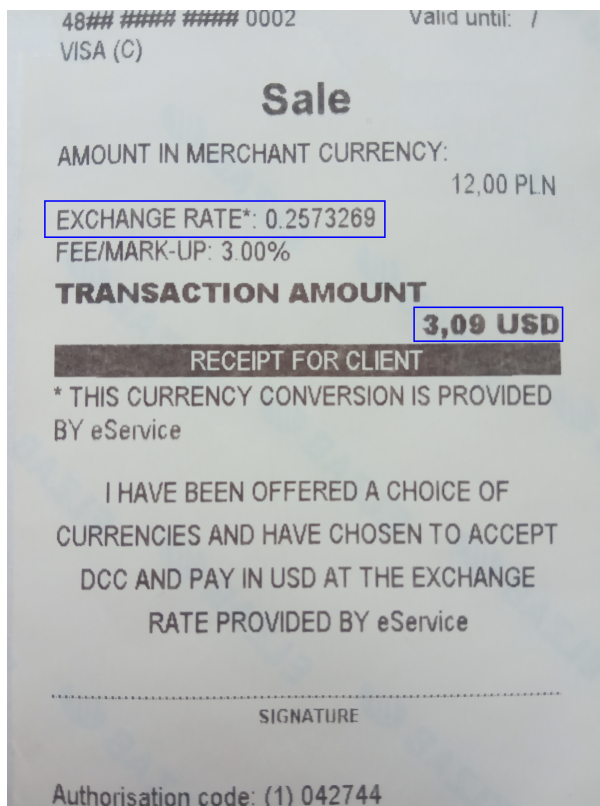 48## #### #### 0002 Valid until: /
VISA (C)
Sale
AMOUNT IN MERCHANT CURRENCY:
12,00 PLN
EXCHANGE RATE*: 0.2573269
FEE/MARK-UP: 3.00%
TRANSACTION AMOUNT
3,09 USD
RECEIPT FOR CLIENT
* THIS CURRENCY CONVERSION IS PROVIDED
BY eService
I HAVE BEEN OFFERED A CHOICE OF
CURRENCIES AND HAVE CHOSEN TO ACCEPT
DCC AND PAY IN USD AT THE EXCHANGE
RATE PROVIDED BY eService
SIGNATURE
Authorisation code: (1) 042744